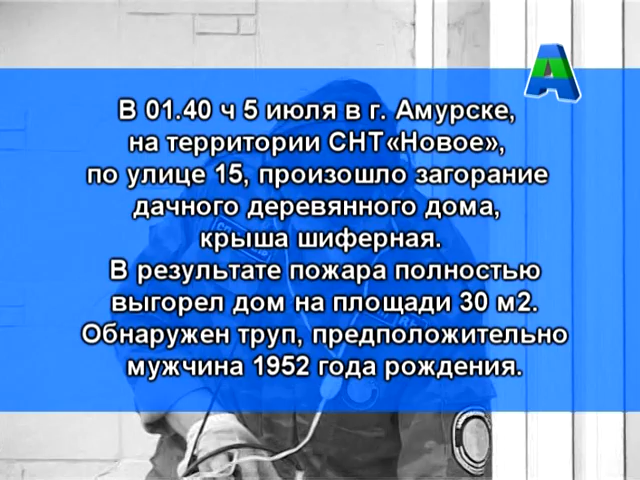 А
В 01.40 ч 5 июля в г. Амурске,
на территории СНТ«Новое»,
по улице 15, произошло загорание
дачного деревянного дома,
крыша шиферная.
В результате пожара полностью
выгорел дом на площади 30 м2.
Обнаружен труп, предположительно
мужчина 1952 года рождения.